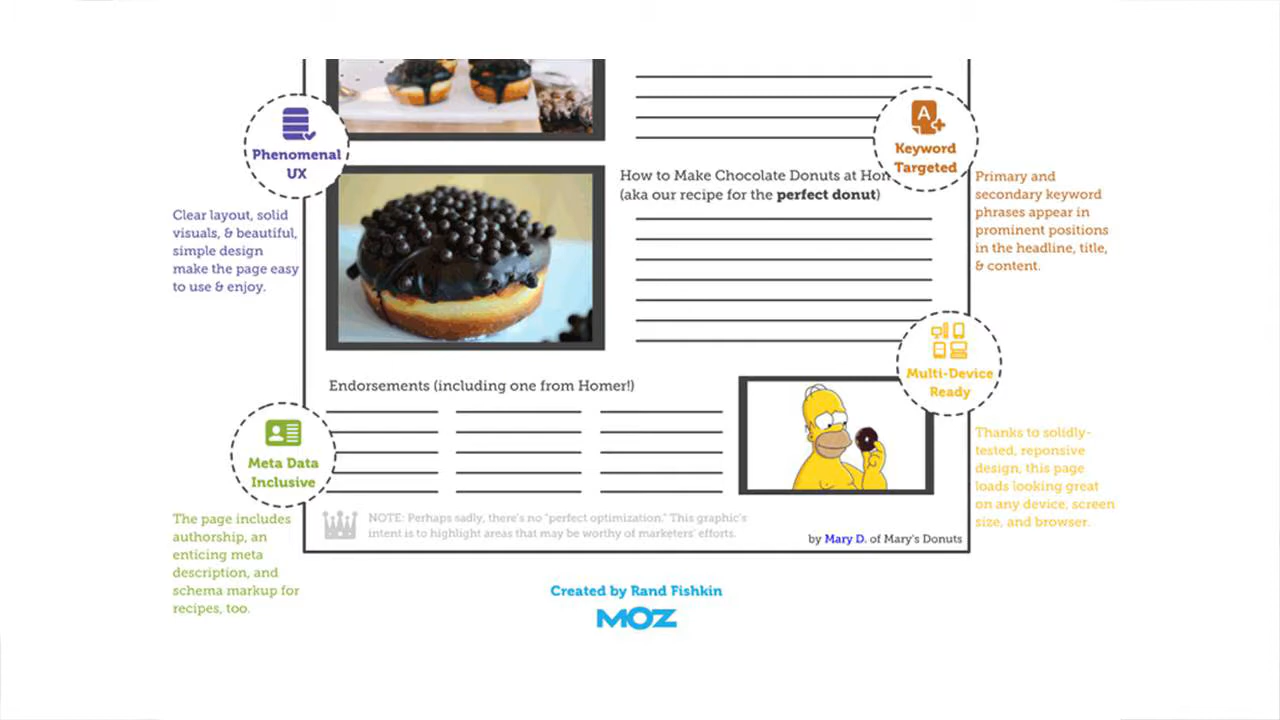 Phenomenal
UX
Clear layout, solid
visuals, & beautiful,
simple design
make the page easy
to use & enjoy.
A
Keyword
Targeted
Primary and
secondary keyword
phrases appear in
prominent positions
in the headline, title,
& content.
How to Make Chocolate Donuts at
(aka our recipe for the perfect donut)
Multi-Device
Ready
Thanks to solidly-
tested, reponsive
design, this page
loads looking great
on any device, screen
size, and browser.
Endorsements (including one from Homer!)
Meta Data
Inclusive
The page includes
authorship, an
enticing meta
description, and
schema markup for
recipes, too.
NOTE: Perhaps sadly, there's no "perfect optimization." This graphic's
intent is to highlight areas that may be worthy of marketers' efforts.
by Mary D. of Mary's Donuts
Created by Rand Fishkin
MOZ